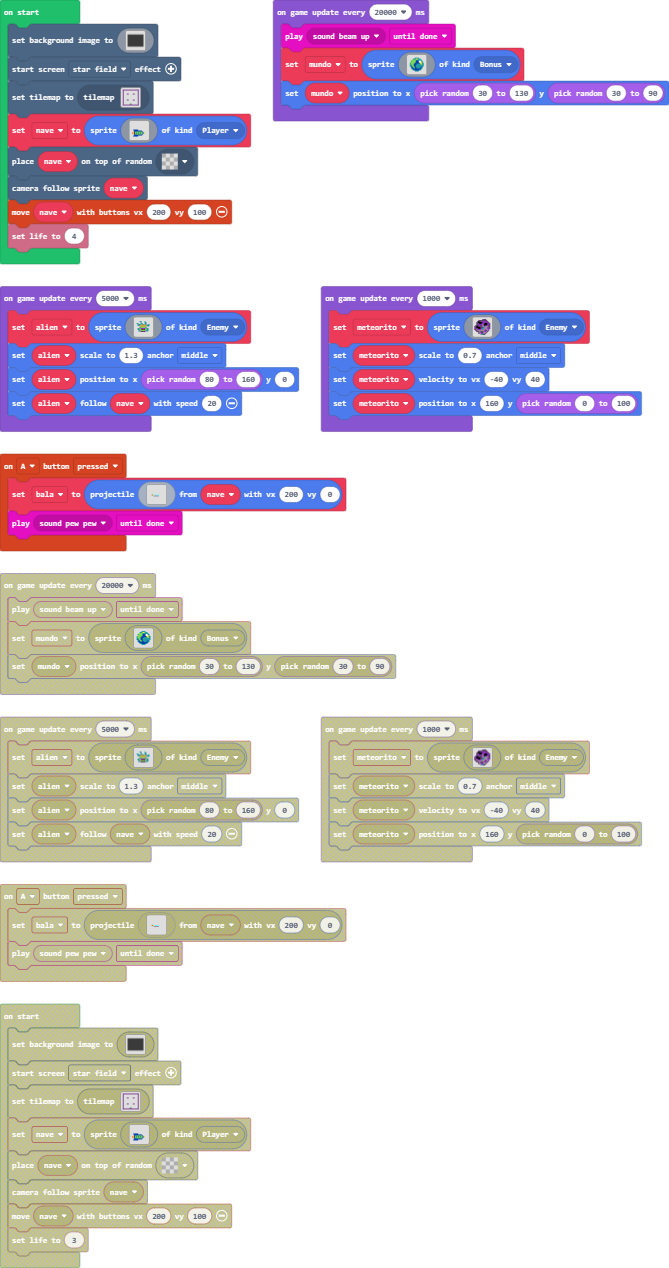 on start
set background image to
start screen star field effect
set tilemap to tilemap
set nave to sprite of kind Player
place nave on top of random
camera follow sprite nave
move nave with buttons vx 200 vy 100
set life to 4
on game update every 20000 ms
play sound beam up until done
set mundo to sprite of kind Bonus
set mundo position to x pick random 30 to 130 y pick random 30 to 90
on game update every 5000 ms
set alien to sprite of kind Enemy
set alien scale to 1.3 anchor middle
set alien position to x pick random 80 to 160 y 0
set alien follow nave with speed 20
on game update every 1000 ms
set meteorito to sprite of kind Enemy
set meteorito scale to 0.7 anchor middle
set meteorito velocity to vx -40 vy 40
set meteorito position to x 160 y pick random 0 to 100
on A button pressed
set bala to projectile from nave with vx 200 vy 0
play sound pew pew until done
on game update every 20000 ms
play sound beam up until done
set mundo to sprite of kind Bonus
set mundo position to x pick random 30 to 130 y pick random 30 to 90
on game update every 5000 ms
set alien to sprite of kind Enemy
set alien scale to 1.3 anchor middle
set alien position to x pick random 80 to 160 y 0
set alien follow nave with speed 20
on game update every 1000 ms
set meteorito to sprite of kind Enemy
set meteorito scale to 0.7 anchor middle
set meteorito velocity to vx -40 vy 40
set meteorito position to x 160 y pick random 0 to 100
on A button pressed
set bala to projectile from nave with vx 200 vy 0
play sound pew pew until done
on start
set background image to
start screen star field effect
set tilemap to tilemap
set nave to sprite of kind Player
place nave on top of random
camera follow sprite nave
move nave with buttons vx 200 vy 100
set life to 3